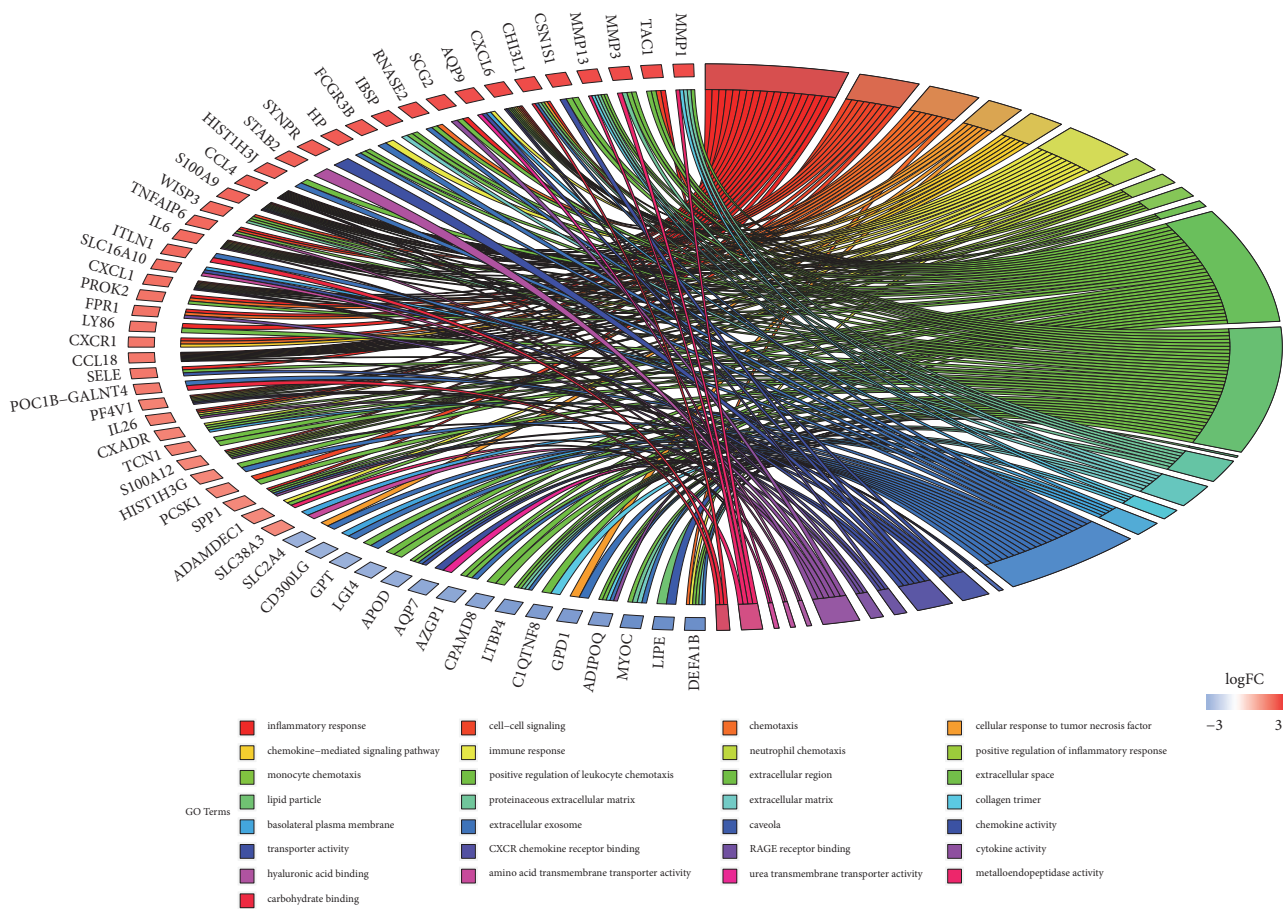 MMP1
TAC1
MMP3
MMP13
CSN1S1
CHI3L1
CXCL6
AQP9
SCG2
RNASE2
IBSP
FCGR3B
HP
SYNPR
STAB2
HIST1H3J
CCL4
S100A9
WISP3
TNFAIP6
IL6
ITLN1
SLC16A10
CXCL1
PROK2
FPR1
LY86
CXCR1
CCL18
SELE
POC1B−GALNT4
PF4V1
IL26
CXADR
TCN1
S100A12
HIST1H3G
PCSK1
SPP1
ADAMDEC1
SLC38A3
SLC2A4
CD300LG
GPT
LGI4
APOD
AQP7
AZGP1
CPAMD8
LTBP4
C1QTNF8
GPD1
ADIPOQ
MYOC
LIPE
DEFA1B
logFC
−3 3
GO Terms
inflammatory response
cell−cell signaling
chemotaxis
cellular response to tumor necrosis factor
chemokine−mediated signaling pathway
immune response
neutrophil chemotaxis
positive regulation of inflammatory response
monocyte chemotaxis
positive regulation of leukocyte chemotaxis
extracellular region
extracellular space
lipid particle
proteinaceous extracellular matrix
extracellular matrix
collagen trimer
basolateral plasma membrane
extracellular exosome
caveola
chemokine activity
transporter activity
CXCR chemokine receptor binding
RAGE receptor binding
cytokine activity
hyaluronic acid binding
amino acid transmembrane transporter activity
urea transmembrane transporter activity
metalloendopeptidase activity
carbohydrate binding